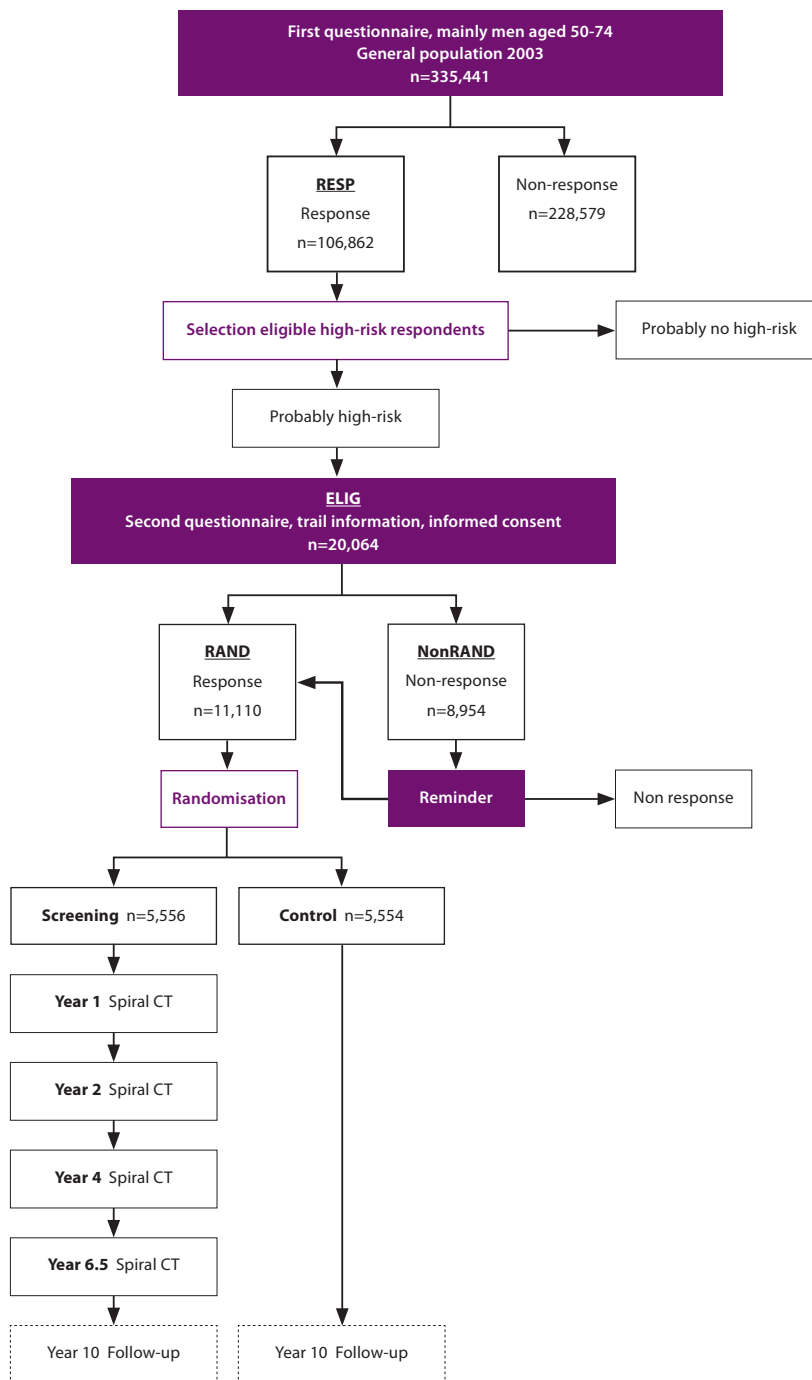 First questionnaire, mainly men aged 50-74
General population 2003
n=335,441
RESP
Response
n=106,862
Non-response
n=228,579
Selection eligible high-risk respondents
Probably no high-risk
Probably high-risk
ELIG
Second questionnaire, trail information, informed consent
n=20,064
RAND
Response
n=11,110
NonRAND
Non-response
n=8,954
Randomisation
Reminder
Non response
Screening n=5,556
Control n=5,554
Year 1 Spiral CT
Year 2 Spiral CT
Year 4 Spiral CT
Year 6.5 Spiral CT
Year 10 Follow-up
Year 10 Follow-up